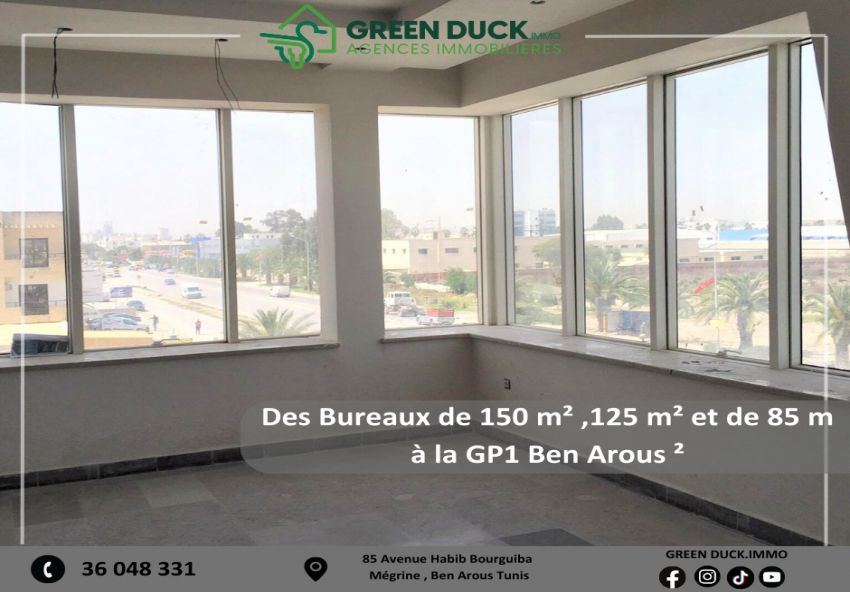 GREEN DUCK.IMMO
AGENCES IMMOBILIERES
Des Bureaux de 150 m² ,125 m² et de 85 m
à la GP1 Ben Arous ²
36 048 331
85 Avenue Habib Bourguiba
Mégrine , Ben Arous Tunis
GREEN DUCK.IMMO